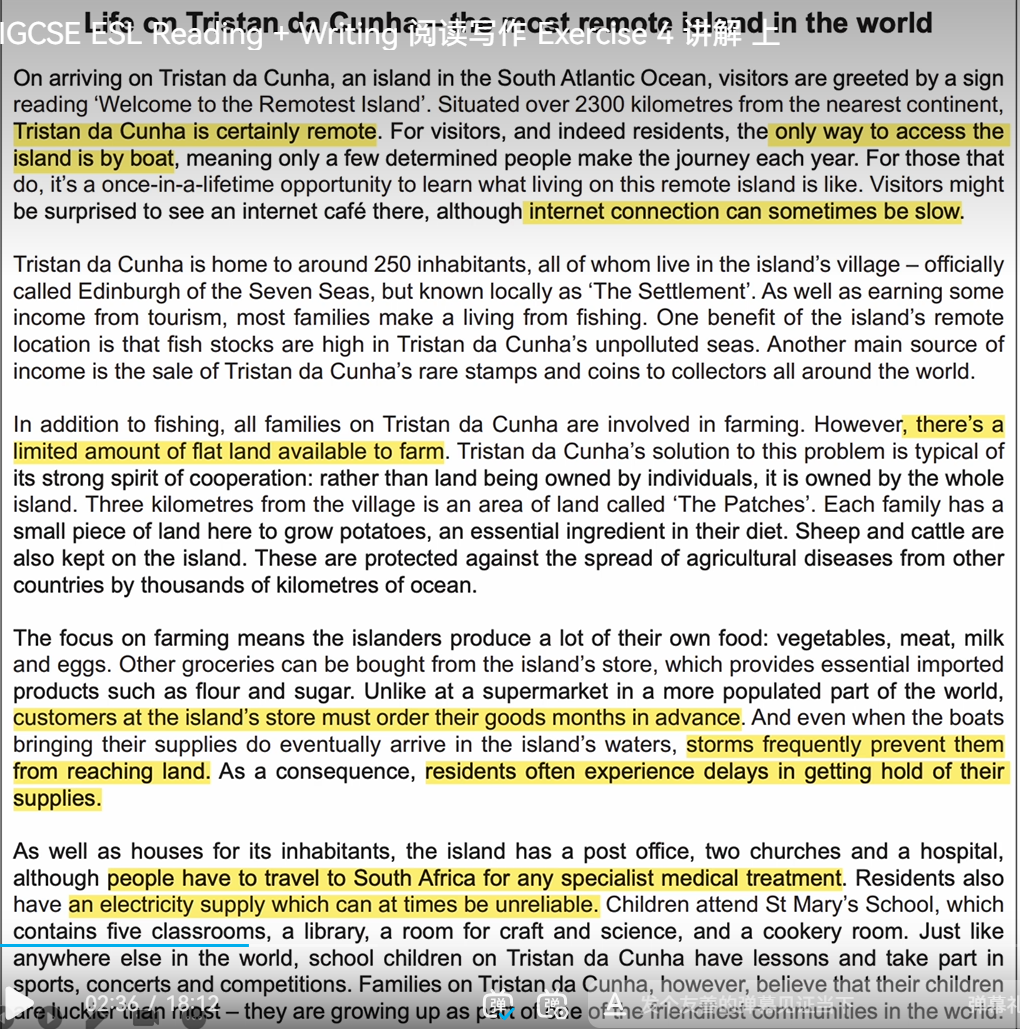 Life on Tristan da Cunha – the most remote island in the world
IGCSE ESL Reading + Writing 阅读写作 Exercise 4 讲解 上
On arriving on Tristan da Cunha, an island in the South Atlantic Ocean, visitors are greeted by a sign
reading ‘Welcome to the Remotest Island’. Situated over 2300 kilometres from the nearest continent,
Tristan da Cunha is certainly remote. For visitors, and indeed residents, the only way to access the
island is by boat, meaning only a few determined people make the journey each year. For those that
do, it’s a once-in-a-lifetime opportunity to learn what living on this remote island is like. Visitors might
be surprised to see an internet café there, although internet connection can sometimes be slow.
Tristan da Cunha is home to around 250 inhabitants, all of whom live in the island’s village – officially
called Edinburgh of the Seven Seas, but known locally as ‘The Settlement’. As well as earning some
income from tourism, most families make a living from fishing. One benefit of the island’s remote
location is that fish stocks are high in Tristan da Cunha’s unpolluted seas. Another main source of
income is the sale of Tristan da Cunha’s rare stamps and coins to collectors all around the world.
In addition to fishing, all families on Tristan da Cunha are involved in farming. However, there’s a
limited amount of flat land available to farm. Tristan da Cunha’s solution to this problem is typical of
its strong spirit of cooperation: rather than land being owned by individuals, it is owned by the whole
island. Three kilometres from the village is an area of land called ‘The Patches’. Each family has a
small piece of land here to grow potatoes, an essential ingredient in their diet. Sheep and cattle are
also kept on the island. These are protected against the spread of agricultural diseases from other
countries by thousands of kilometres of ocean.
The focus on farming means the islanders produce a lot of their own food: vegetables, meat, milk
and eggs. Other groceries can be bought from the island’s store, which provides essential imported
products such as flour and sugar. Unlike at a supermarket in a more populated part of the world,
customers at the island’s store must order their goods months in advance. And even when the boats
bringing their supplies do eventually arrive in the island’s waters, storms frequently prevent them
from reaching land. As a consequence, residents often experience delays in getting hold of their
supplies.
As well as houses for its inhabitants, the island has a post office, two churches and a hospital,
although people have to travel to South Africa for any specialist medical treatment. Residents also
have an electricity supply which can at times be unreliable. Children attend St Mary’s School, which
contains five classrooms, a library, a room for craft and science, and a cookery room. Just like
anywhere else in the world, school children on Tristan da Cunha have lessons and take part in
sports, concerts and competitions. Families on Tristan da Cunha, however, believe that their children
are luckier than most – they are growing up as part of one of the friendliest communities in the world.
02:36 / 18:12
弹
弹
A 发个友善的弹幕见证当下
弹幕礼